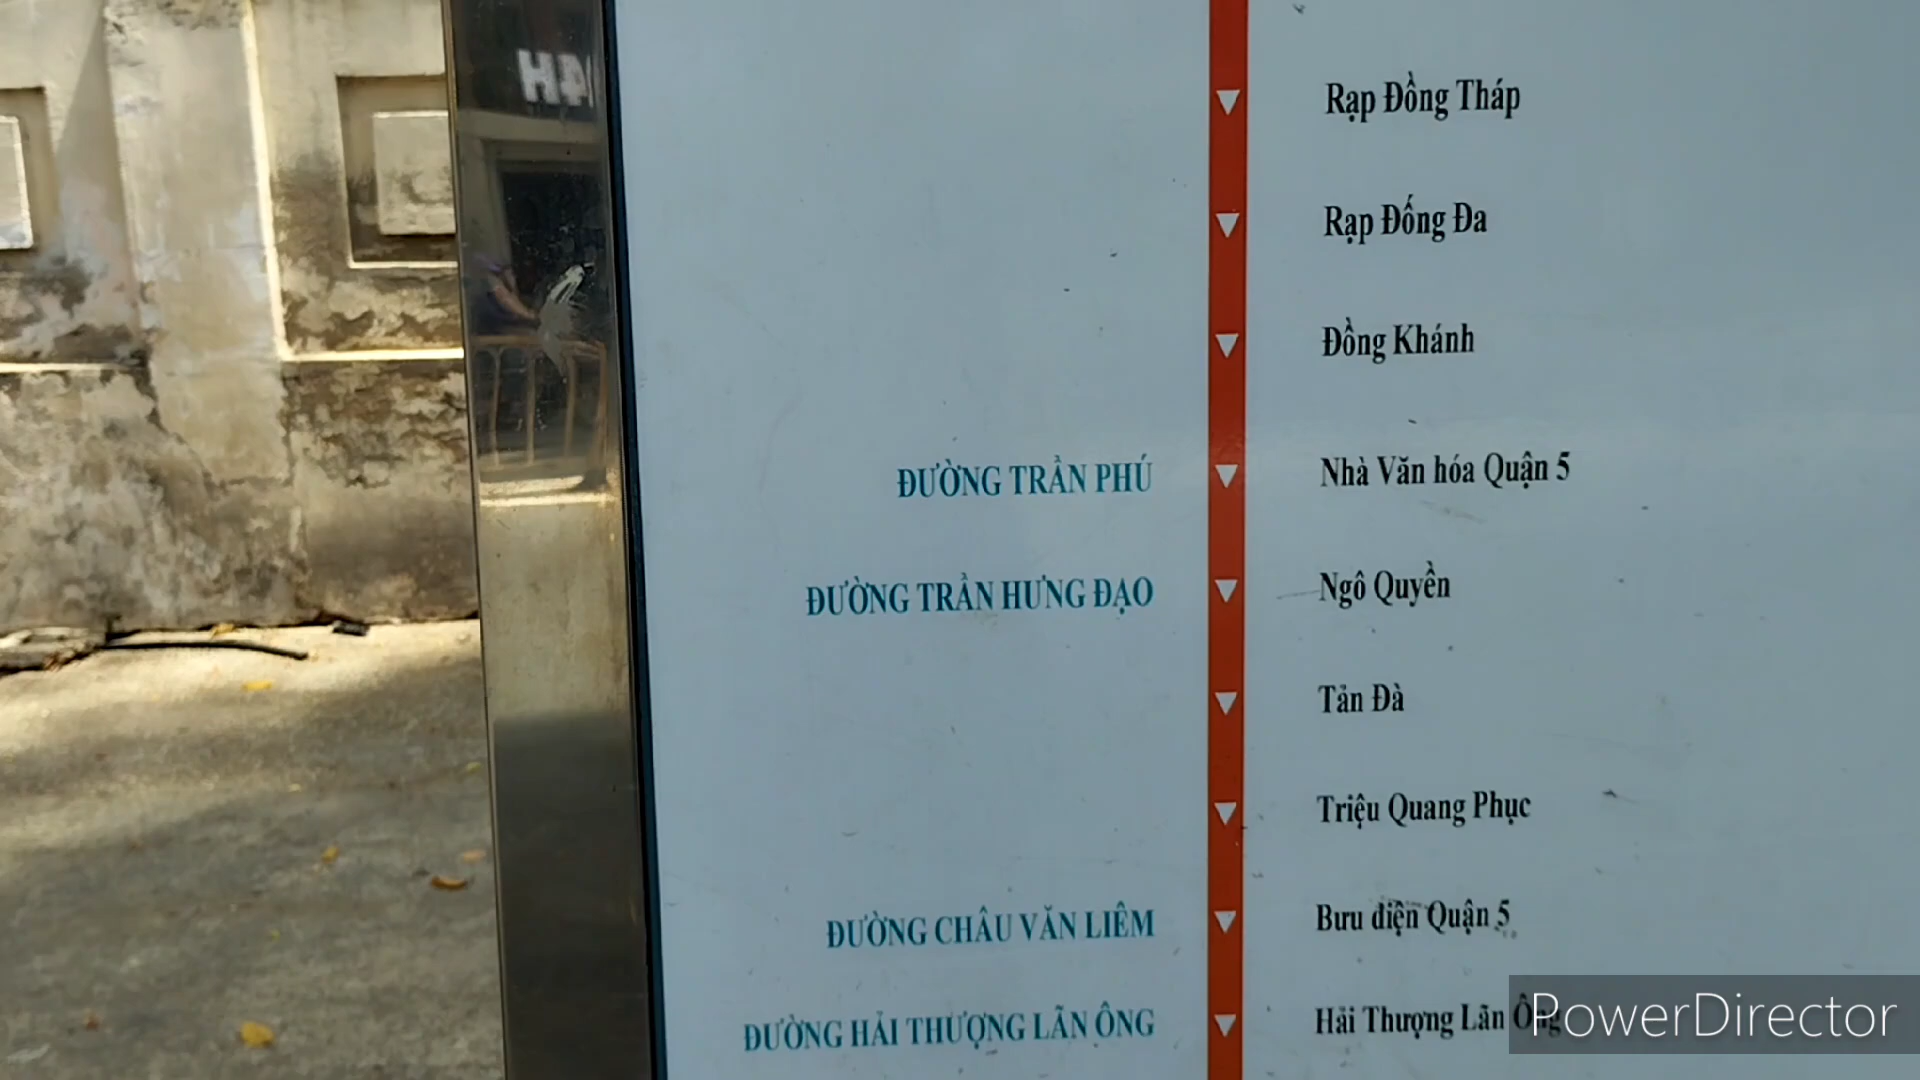 HA
Rạp Đồng Tháp
Rạp Đống Đa
Đồng Khánh
ĐƯỜNG TRẦN PHÚ Nhà Văn hóa Quận 5
ĐƯỜNG TRẦN HƯNG ĐẠO Ngô Quyền
Tản Đà
Triệu Quang Phục
ĐƯỜNG CHÂU VĂN LIÊM Bưu điện Quận 5
ĐƯỜNG HẢI THƯỢNG LÃN ÔNG Hải Thượng Lãn Ông
PowerDirector